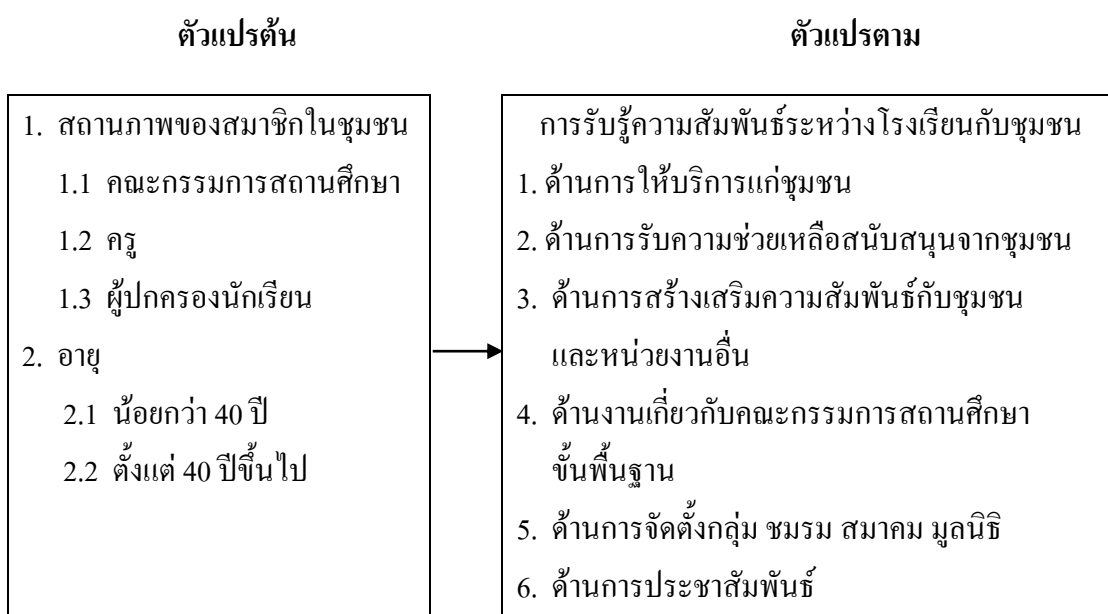 ตัวแปรต้น
ตัวแปรตาม
1. สถานภาพของสมาชิกในชุมชน
1.1 คณะกรรมการสถานศึกษา
1.2 ครู
1.3 ผู้ปกครองนักเรียน
2. อายุ
2.1 น้อยกว่า 40 ปี
2.2 ตั้งแต่ 40 ปีขึ้นไป
การรับรู้ความสัมพันธ์ระหว่างโรงเรียนกับชุมชน
1. ด้านการให้บริการแก่ชุมชน
2. ด้านการรับความช่วยเหลือสนับสนุนจากชุมชน
3. ด้านการสร้างเสริมความสัมพันธ์กับชุมชน
และหน่วยงานอื่น
4. ด้านงานเกี่ยวกับคณะกรรมการสถานศึกษา
ขั้นพื้นฐาน
5. ด้านการจัดตั้งกลุ่ม ชมรม สมาคม มูลนิธิ
6. ด้านการประชาสัมพันธ์